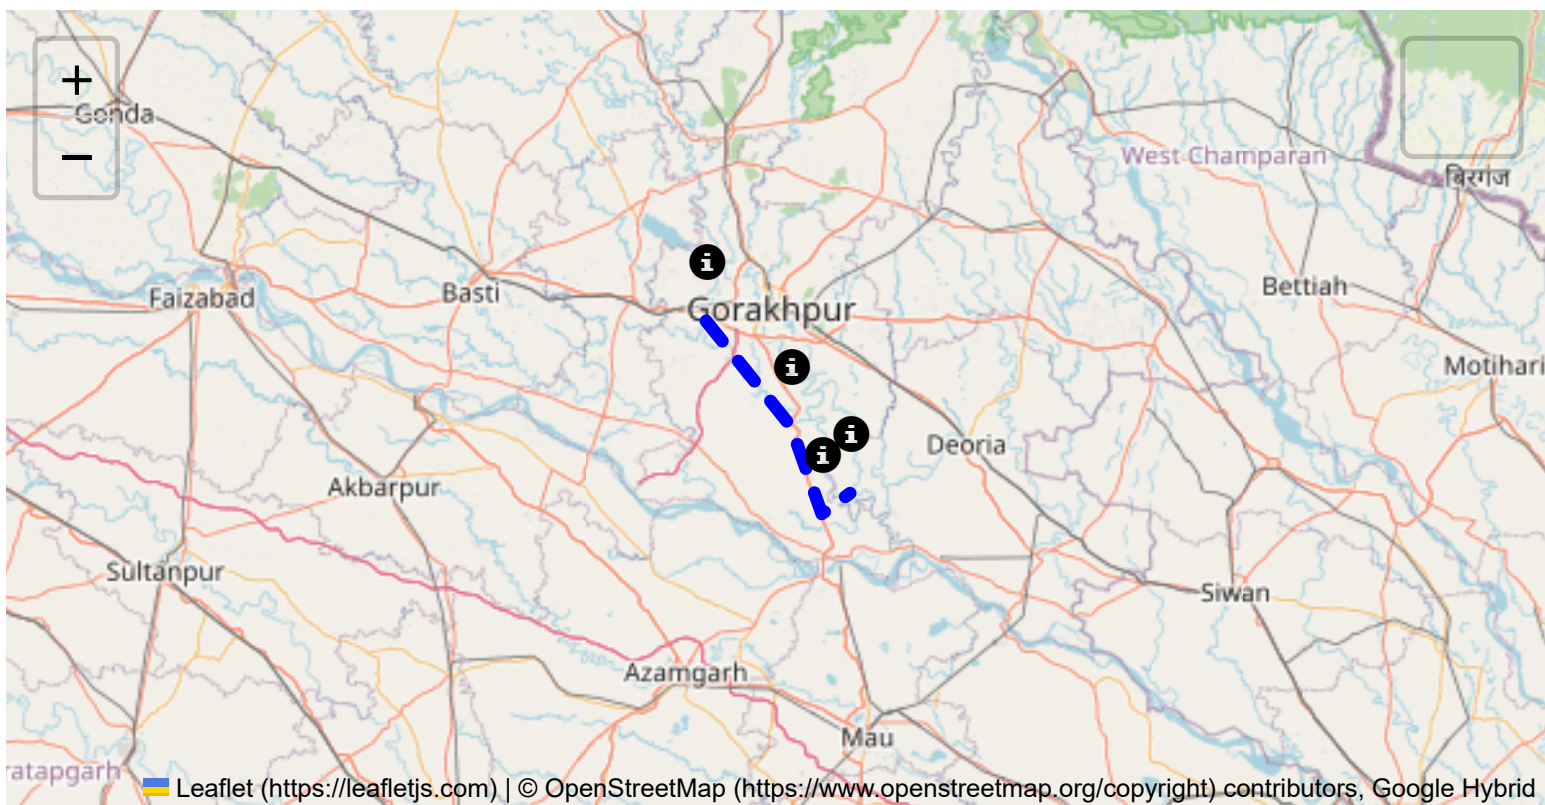 +
Gonda
−
West Champaran
बिरगंज
Faizabad
Basti
Gorakhpur
Bettiah
Motihari
Deoria
Akbarpur
Sultanpur
Siwan
Azamgarh
Mau
ratapgarh
Leaflet (https://leafletjs.com) | © OpenStreetMap (https://www.openstreetmap.org/copyright) contributors, Google Hybrid